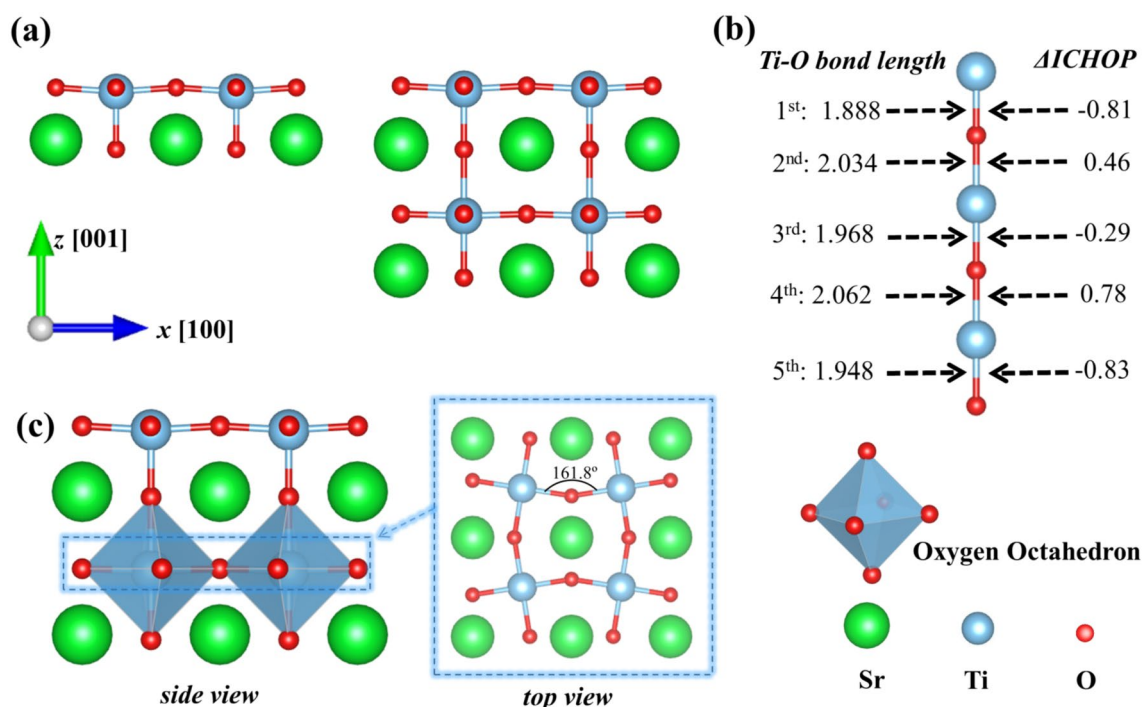 (a)
z [001]
x [100]
(b)
Ti-O bond length
ΔICHOP
1st: 1.888
-0.81
2nd: 2.034
0.46
3rd: 1.968
-0.29
4th: 2.062
0.78
5th: 1.948
-0.83
(c)
161.8°
side view
top view
Oxygen Octahedron
Sr
Ti
O